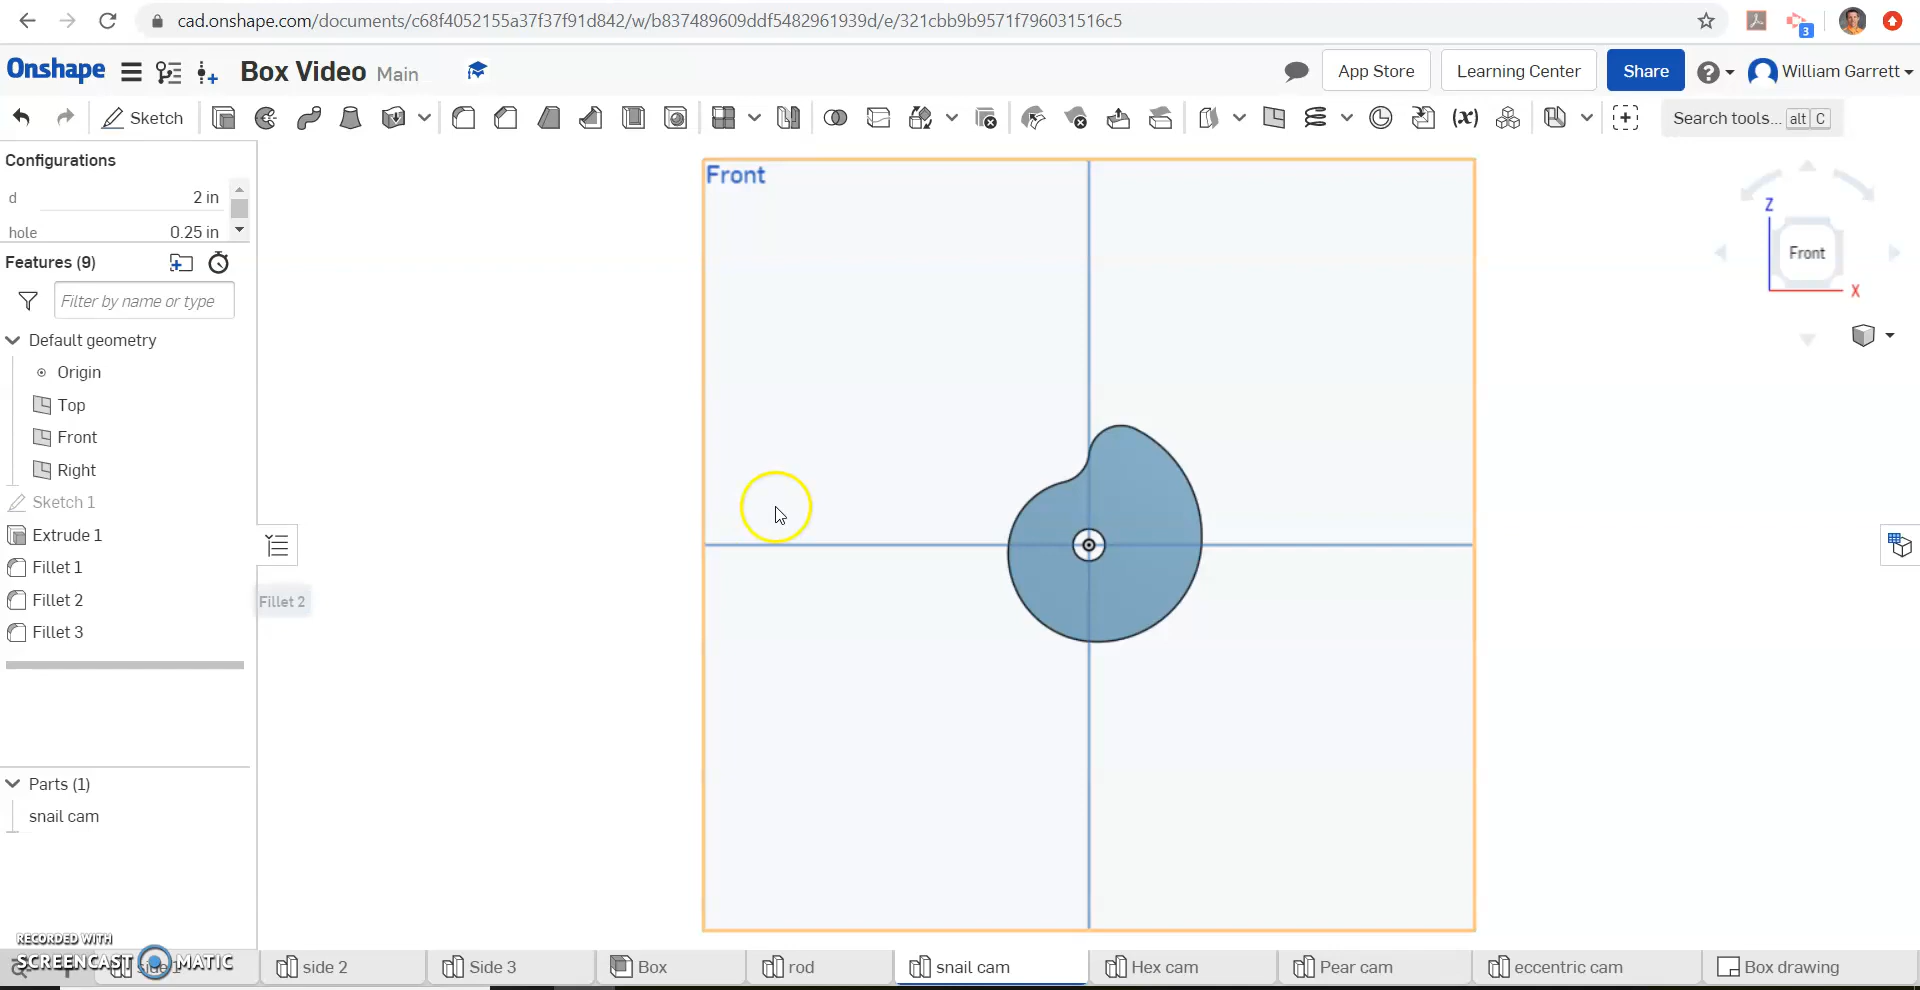 cad.onshape.com/documents/c68f4052155a37f37f91d842/w/b837489609ddf5482961939d/e/321cbb9b9571f796031516c5
3
Onshape Box Video Main App Store Learning Center Share William Garrett
Sketch (x) Search tools... alt C
Configurations
d 2 in
hole 0.25 in
Features (9)
Filter by name or type
Default geometry
Origin
Top
Front
Right
Sketch 1
Extrude 1
Fillet 1
Fillet 2
Fillet 3
Fillet 2
Parts (1)
snail cam
Front
Z
Front
X
RECORDED WITH
SCREENCAST MATIC
side 2 Side 3 Box rod snail cam Hex cam Pear cam eccentric cam Box drawing